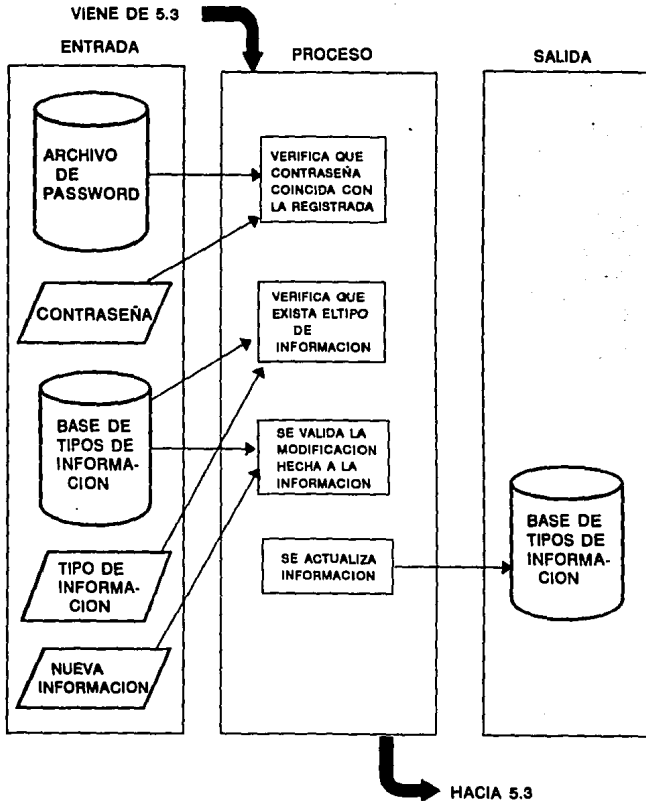 VIENE DE 5.3
ENTRADA
PROCESO
SALIDA
ARCHIVO
DE
PASSWORD
CONTRASEÑA
BASE DE
TIPOS DE
INFORMA-
CION
TIPO DE
INFORMA-
CION
NUEVA
INFORMACION
VERIFICA QUE
CONTRASEÑA
COINCIDA CON
LA REGISTRADA
VERIFICA QUE
EXISTA ELTIPO
DE
INFORMACION
SE VALIDA LA
MODIFICACION
HECHA A LA
INFORMACION
SE ACTUALIZA
INFORMACION
BASE DE
TIPOS DE
INFORMA-
CION
HACIA 5.3